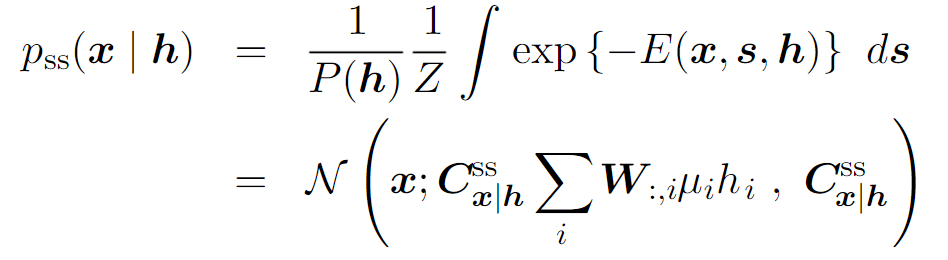 p_ss(𝒙 | 𝒉) = 1/P(𝒉) 1/Z ∫ exp {−E(𝒙, 𝒔, 𝒉)} d𝒔
= 𝒩 ( 𝒙; 𝑪^ss_{𝒙|𝒉} ∑_i 𝑾_{:,i} μ_i h_i , 𝑪^ss_{𝒙|𝒉} )